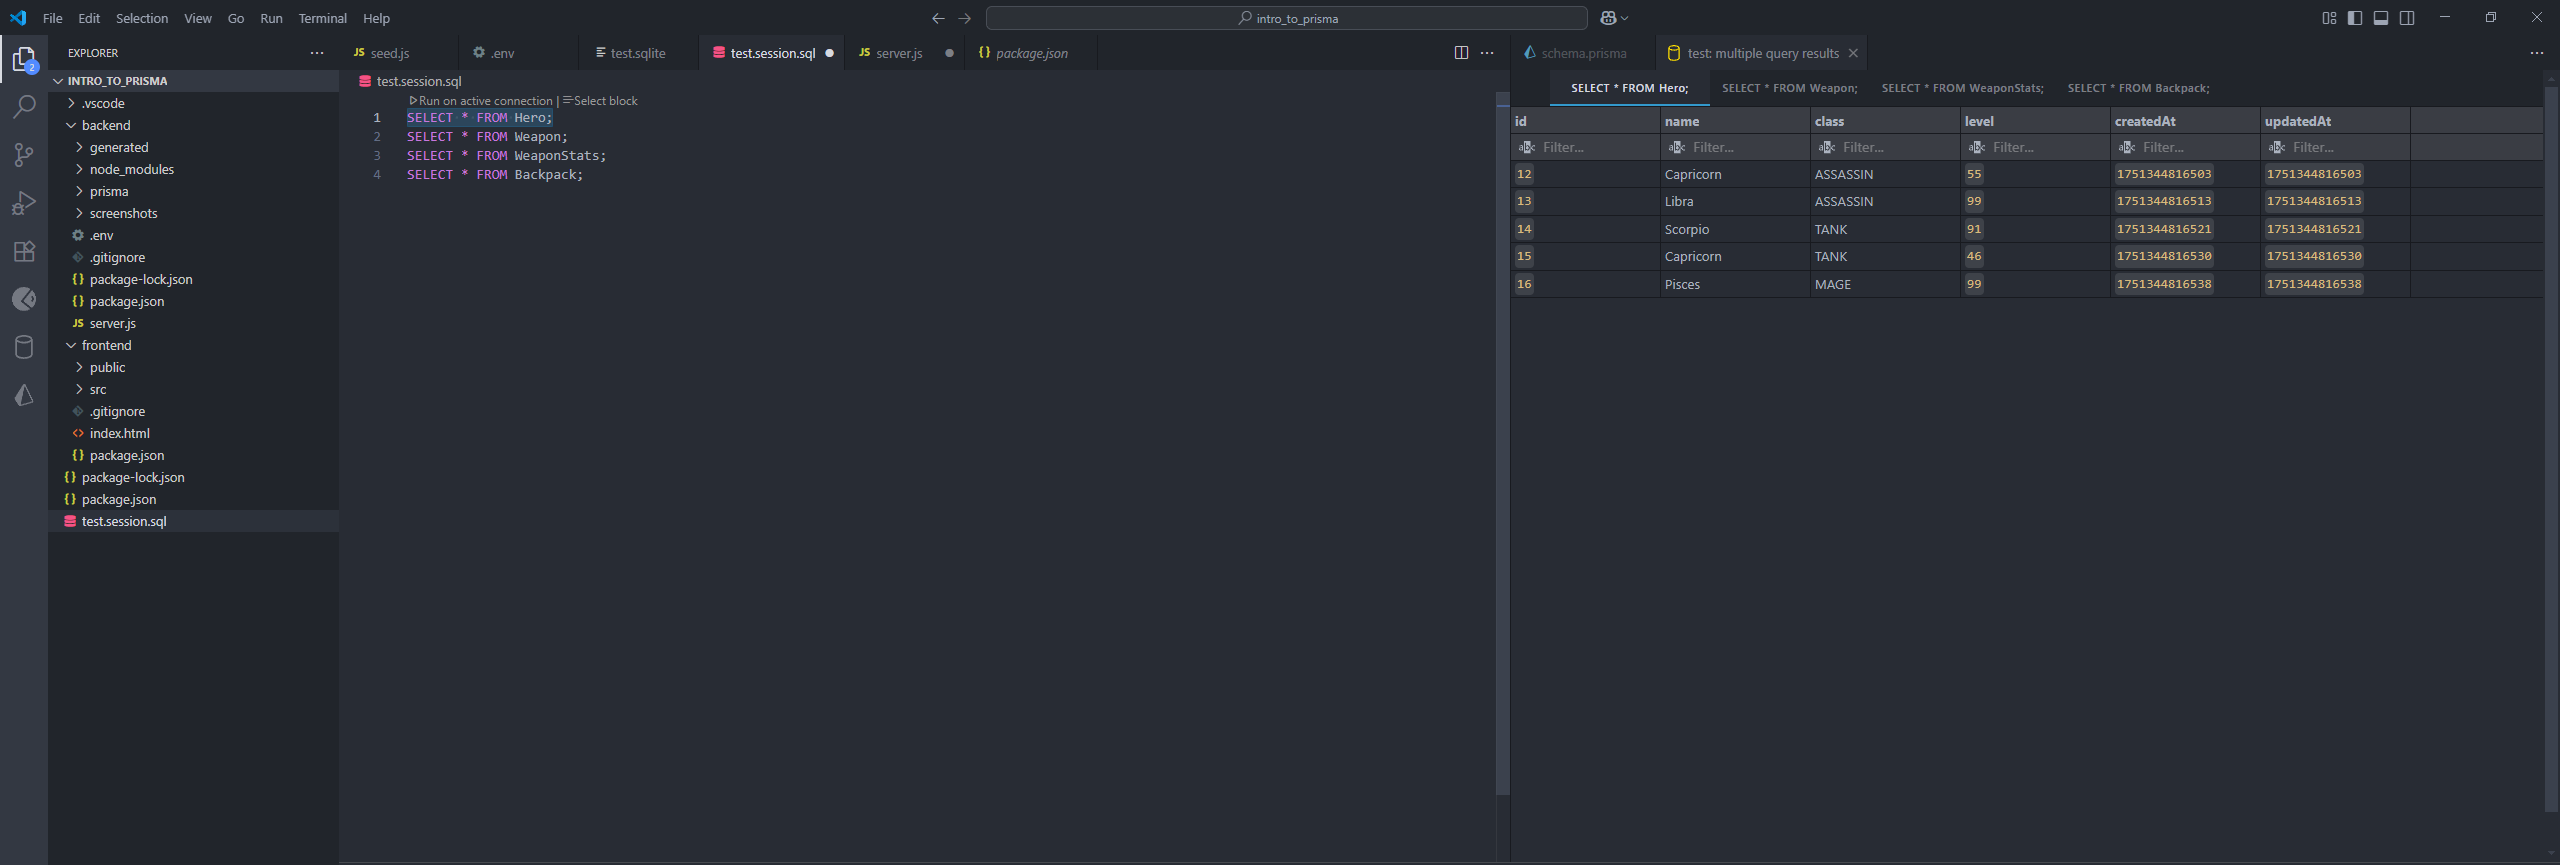 File Edit Selection View Go Run Terminal Help
intro_to_prisma
EXPLORER
2
INTRO_TO_PRISMA
.vscode
backend
generated
node_modules
prisma
screenshots
.env
.gitignore
package-lock.json
package.json
server.js
frontend
public
src
.gitignore
index.html
package.json
package-lock.json
package.json
test.session.sql
seed.js .env test.sqlite test.session.sql server.js package.json
test.session.sql
Run on active connection | Select block
1 SELECT * FROM Hero;
2 SELECT * FROM Weapon;
3 SELECT * FROM WeaponStats;
4 SELECT * FROM Backpack;
schema.prisma test: multiple query results
SELECT * FROM Hero; SELECT * FROM Weapon; SELECT * FROM WeaponStats; SELECT * FROM Backpack;
id name class level createdAt updatedAt
abc Filter... abc Filter... abc Filter... abc Filter... abc Filter... abc Filter...
12 Capricorn ASSASSIN 55 1751344816503 1751344816503
13 Libra ASSASSIN 99 1751344816513 1751344816513
14 Scorpio TANK 91 1751344816521 1751344816521
15 Capricorn TANK 46 1751344816530 1751344816530
16 Pisces MAGE 99 1751344816538 1751344816538